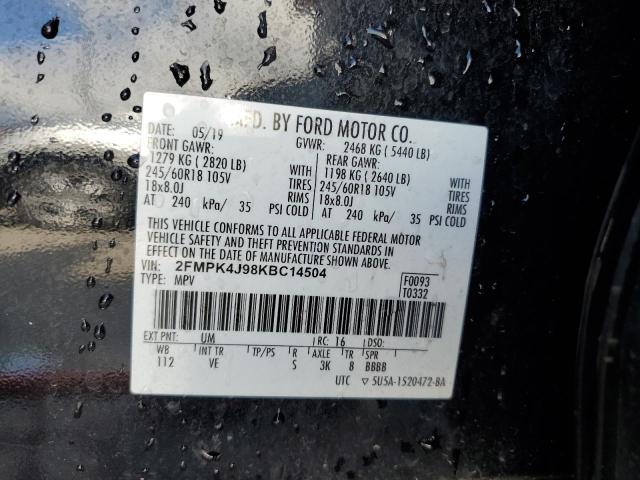 MFD. BY FORD MOTOR CO.
DATE: 05/19 GVWR: 2468 KG ( 5440 LB)
FRONT GAWR: REAR GAWR:
1279 KG ( 2820 LB) WITH 1198 KG ( 2640 LB) WITH
245/60R18 105V TIRES 245/60R18 105V TIRES
18x8.0J RIMS 18x8.0J RIMS
AT 240 kPa/ 35 PSI COLD AT 240 kPa/ 35 PSI COLD
THIS VEHICLE CONFORMS TO ALL APPLICABLE FEDERAL MOTOR
VEHICLE SAFETY AND THEFT PREVENTION STANDARDS IN
EFFECT ON THE DATE OF MANUFACTURE SHOWN ABOVE.
VIN: 2FMPK4J98KBC14504 F0093
TYPE: MPV T0332
EXT PNT: UM RC: 16 DSO:
WB INT TR TP/PS R AXLE TR SPR
112 VE S 3K 8 BBBB
UTC ▽5U5A-1520472-BA